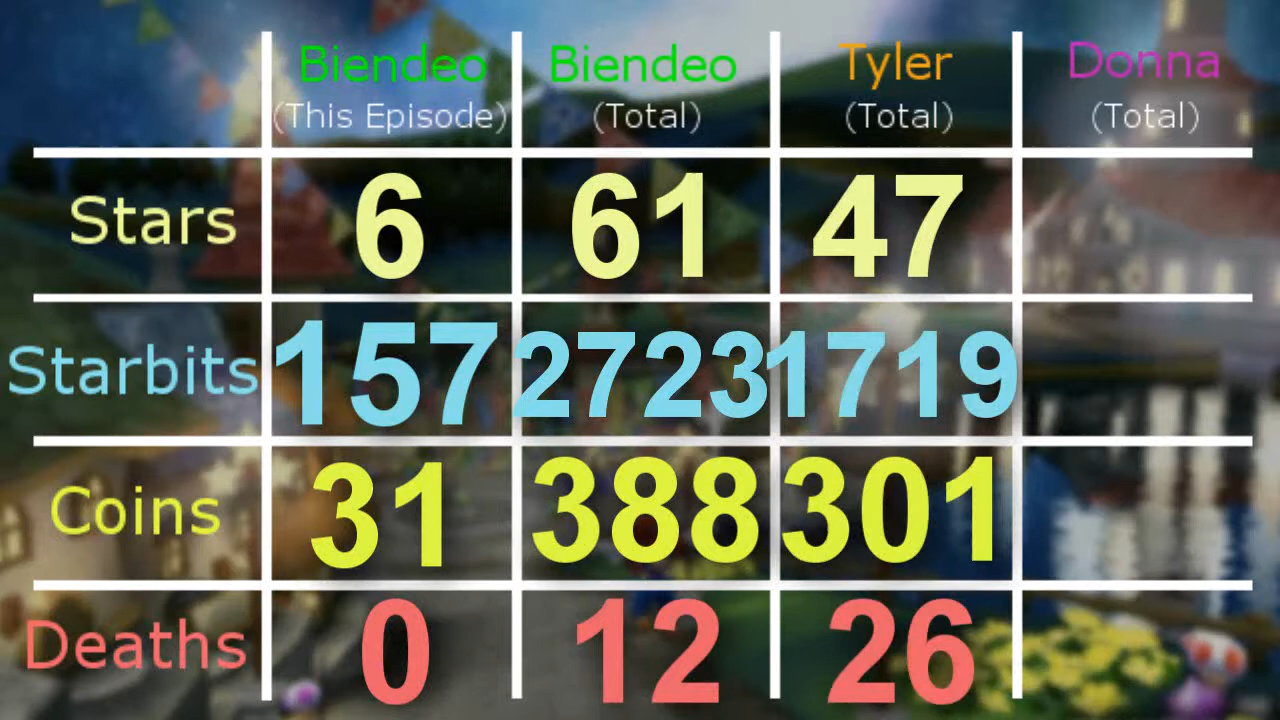 Biendeo Biendeo Tyler Donna
(This Episode) (Total) (Total) (Total)
Stars 6 61 47
Starbits 157 2723 1719
Coins 31 388 301
Deaths 0 12 26